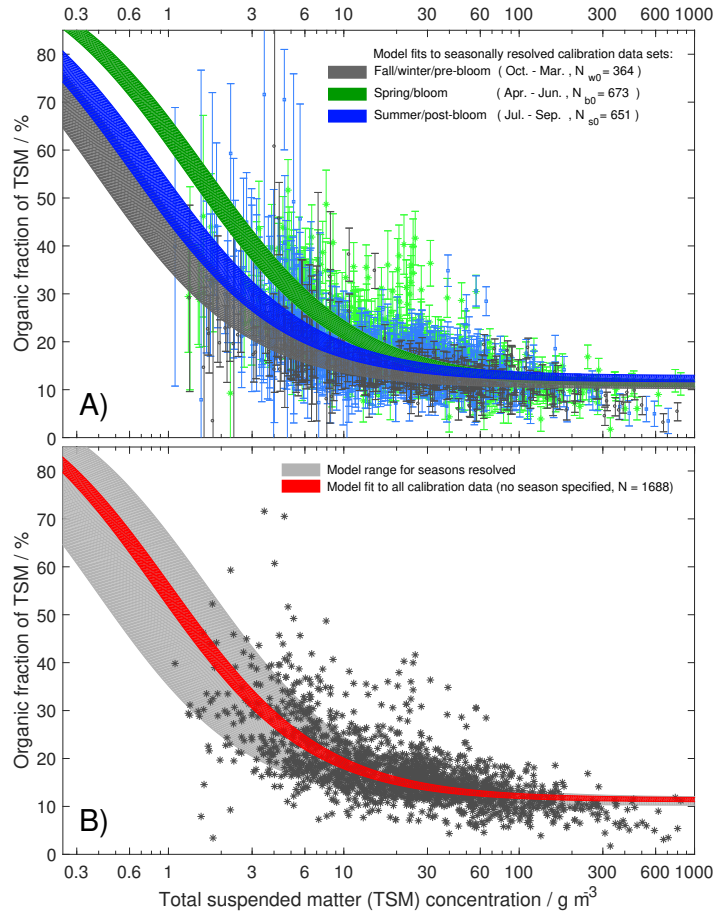 0.3 0.6 1 3 6 10 30 60 100 300 1000
80
70
60
50
40
30
20
10
0
Organic fraction of TSM / %
Model fits to seasonally resolved calibration data sets:
Fall/winter/pre-bloom ( Oct. - Mar. , N w0 = 364 )
Spring/bloom ( Apr. - Jun. , N b0 = 673 )
Summer/post-bloom ( Jul. - Sep. , N s0 = 651 )
A)
80
70
60
50
40
30
20
10
0
Organic fraction of TSM / %
Model range for seasons resolved
Model fit to all calibration data (no season specified, N = 1688)
B)
0.3 0.6 1 3 6 10 30 60 100 300 600 1000
Total suspended matter (TSM) concentration / g m-3